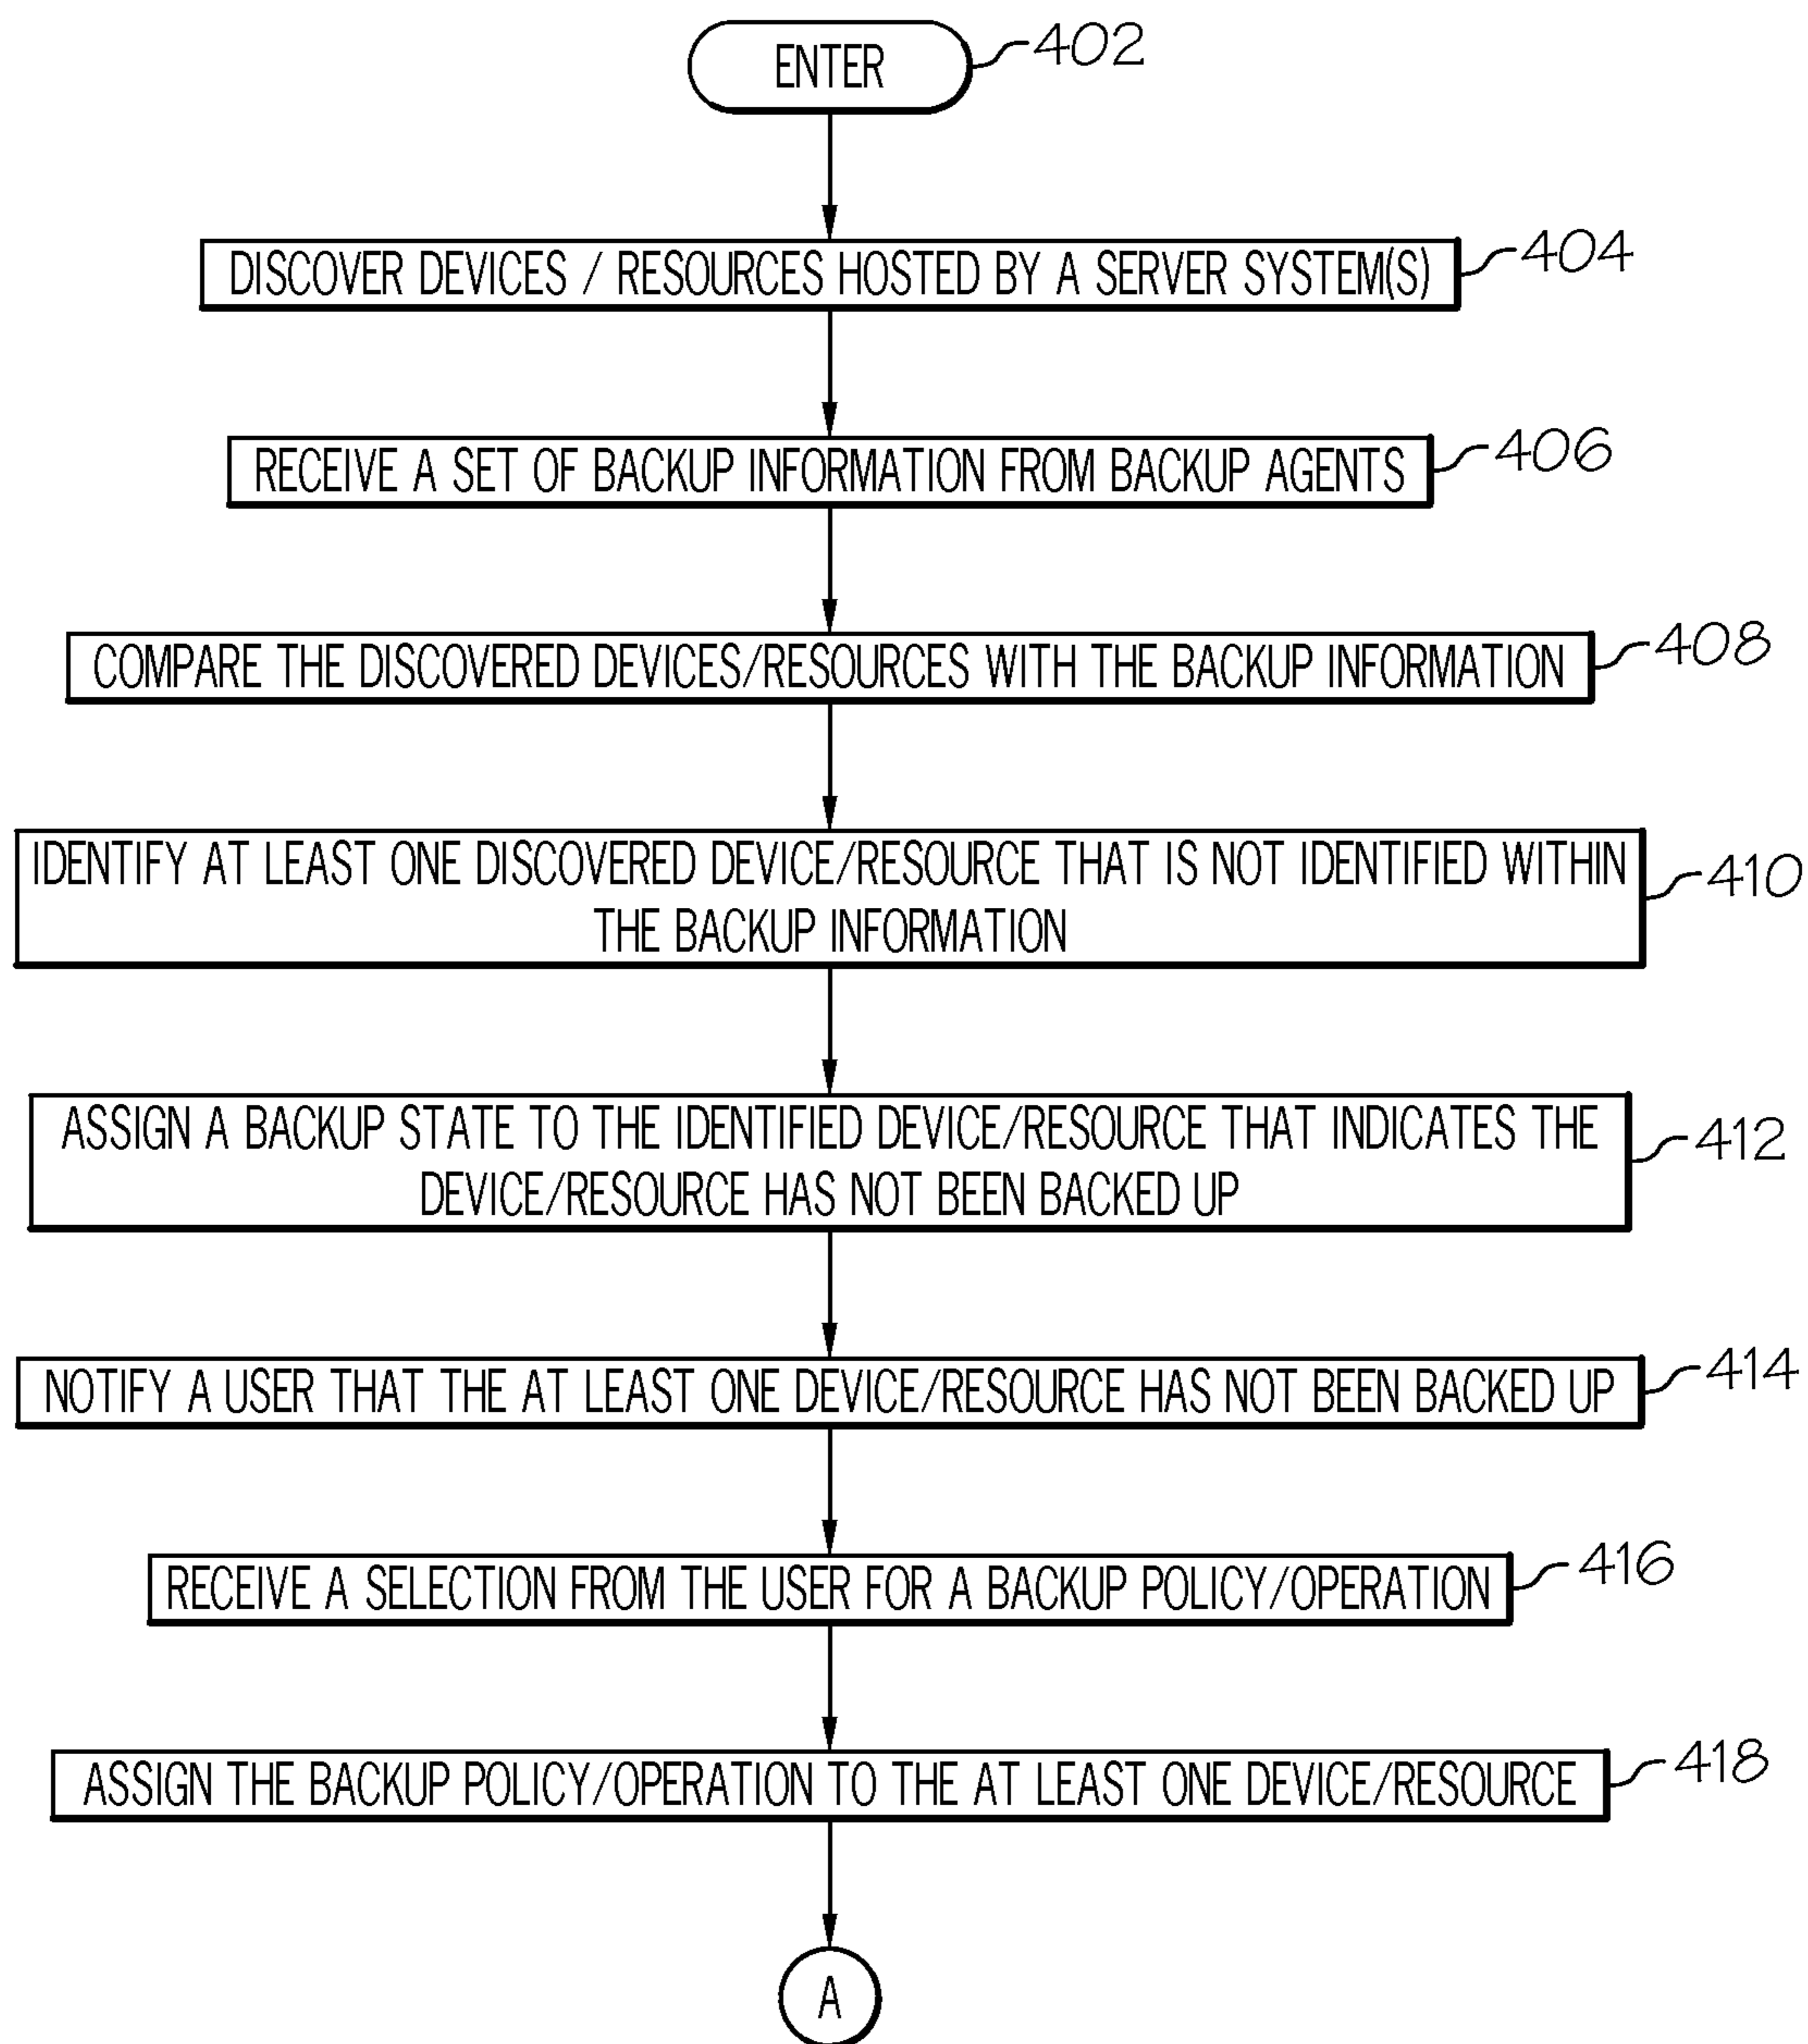 ENTER
402
DISCOVER DEVICES / RESOURCES HOSTED BY A SERVER SYSTEM(S)
404
RECEIVE A SET OF BACKUP INFORMATION FROM BACKUP AGENTS
406
COMPARE THE DISCOVERED DEVICES/RESOURCES WITH THE BACKUP INFORMATION
408
IDENTIFY AT LEAST ONE DISCOVERED DEVICE/RESOURCE THAT IS NOT IDENTIFIED WITHIN
THE BACKUP INFORMATION
410
ASSIGN A BACKUP STATE TO THE IDENTIFIED DEVICE/RESOURCE THAT INDICATES THE
DEVICE/RESOURCE HAS NOT BEEN BACKED UP
412
NOTIFY A USER THAT THE AT LEAST ONE DEVICE/RESOURCE HAS NOT BEEN BACKED UP
414
RECEIVE A SELECTION FROM THE USER FOR A BACKUP POLICY/OPERATION
416
ASSIGN THE BACKUP POLICY/OPERATION TO THE AT LEAST ONE DEVICE/RESOURCE
418
A